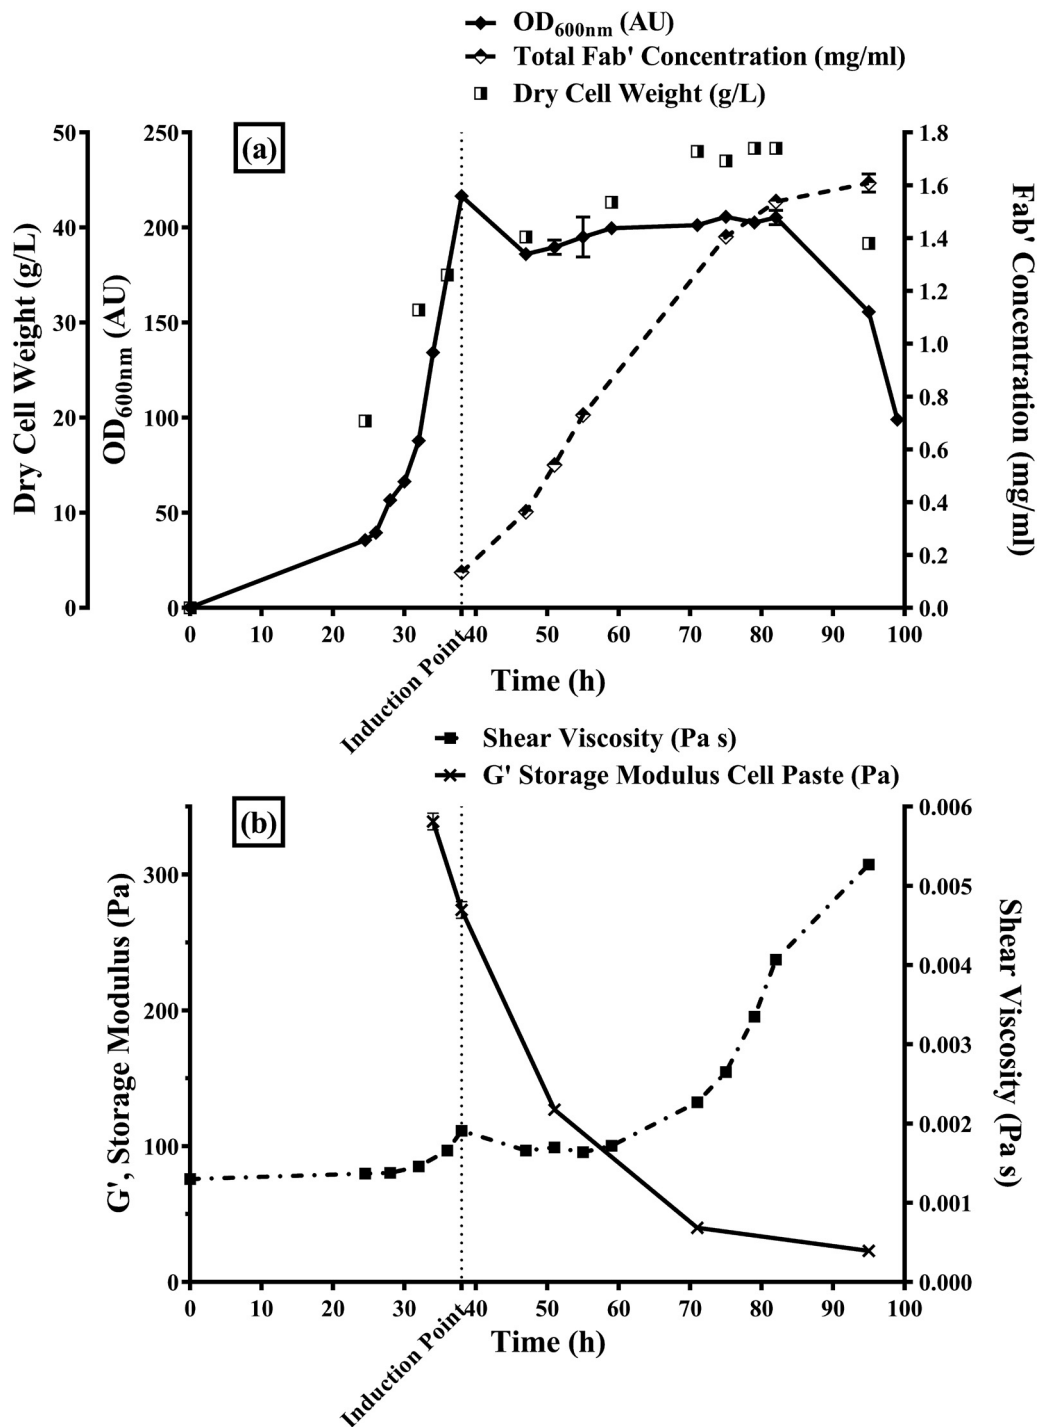 OD600nm (AU)
Total Fab' Concentration (mg/ml)
Dry Cell Weight (g/L)
(a)
Dry Cell Weight (g/L)
50
40
30
20
10
0
OD600nm (AU)
250
200
150
100
50
0
1.8
1.6
1.4
1.2
1.0
0.8
0.6
0.4
0.2
0.0
Fab' Concentration (mg/ml)
0 10 20 30 40 50 60 70 80 90 100
Induction Point
Time (h)
Shear Viscosity (Pa s)
G' Storage Modulus Cell Paste (Pa)
(b)
G', Storage Modulus (Pa)
300
200
100
0
0.006
0.005
0.004
0.003
0.002
0.001
0.000
Shear Viscosity (Pa s)
0 10 20 30 40 50 60 70 80 90 100
Induction Point
Time (h)